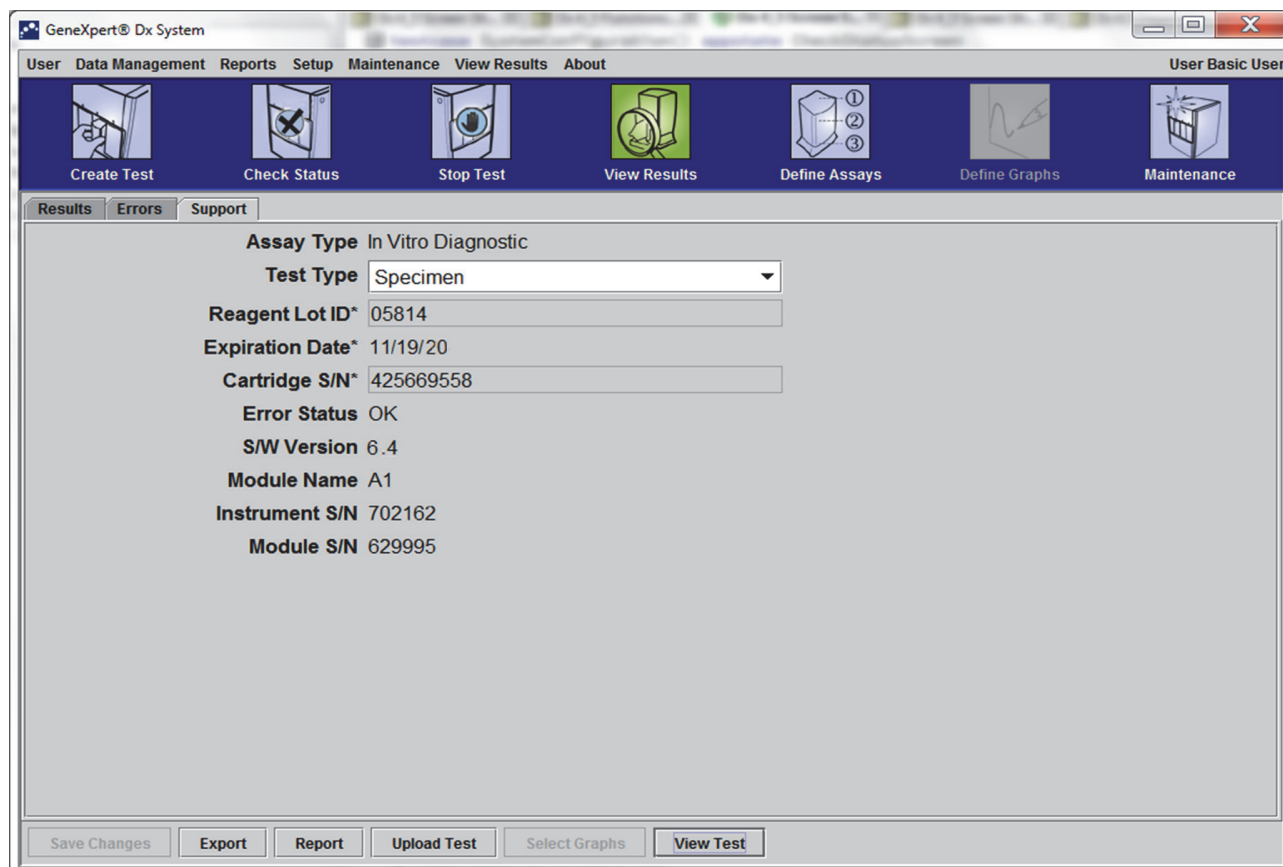 GeneXpert® Dx System
User Data Management Reports Setup Maintenance View Results About User Basic User
① ② ③
Create Test Check Status Stop Test View Results Define Assays Define Graphs Maintenance
Results Errors Support
Assay Type In Vitro Diagnostic
Test Type Specimen
Reagent Lot ID* 05814
Expiration Date* 11/19/20
Cartridge S/N* 425669558
Error Status OK
S/W Version 6.4
Module Name A1
Instrument S/N 702162
Module S/N 629995
Save Changes Export Report Upload Test Select Graphs View Test